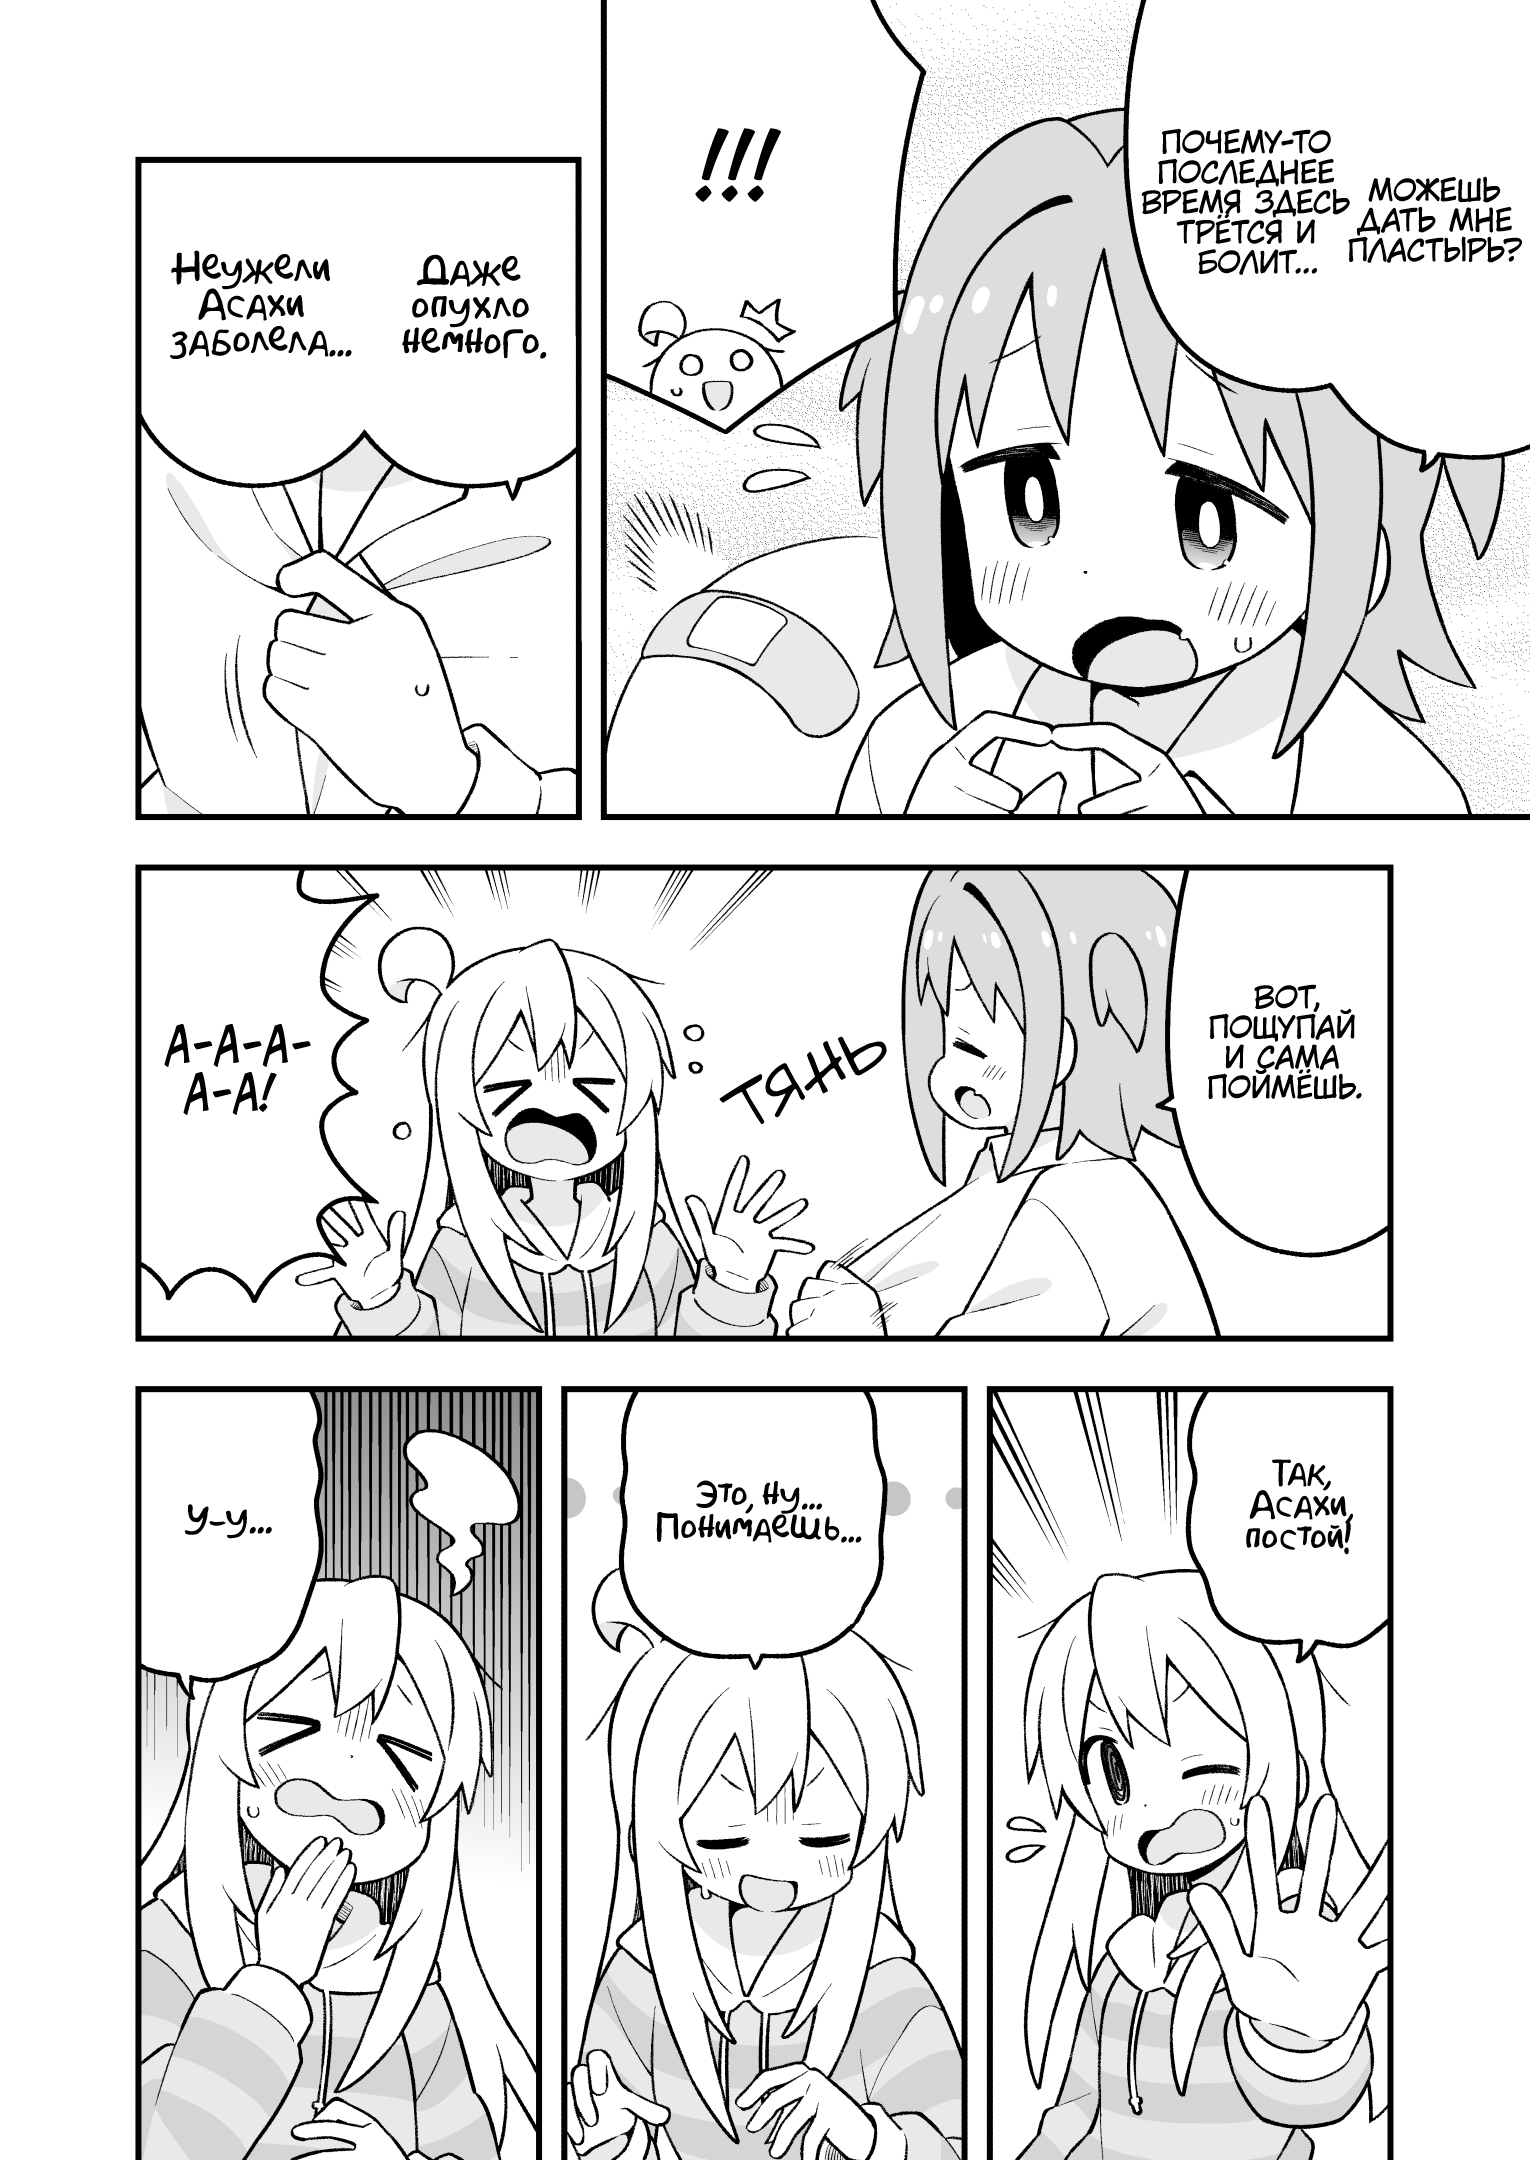 МОЖЕШЬ
ДАТЬ МНЕ
ПЛАСТЫРЬ?
ПОЧЕМУ-ТО
ПОСЛЕДНЕЕ
ВРЕМЯ ЗДЕСЬ
ТРЁТСЯ И
БОЛИТ...
!!!
Даже
опухло
немного.
Неужели
Асахи
заболела...
ВОТ,
ПОЩУПАЙ
И САМА
ПОЙМЁШЬ.
ТЯНЬ
А-А-А-
А-А!
Так,
Асахи,
постой!
Это, ну...
Понимаешь...
У-у...